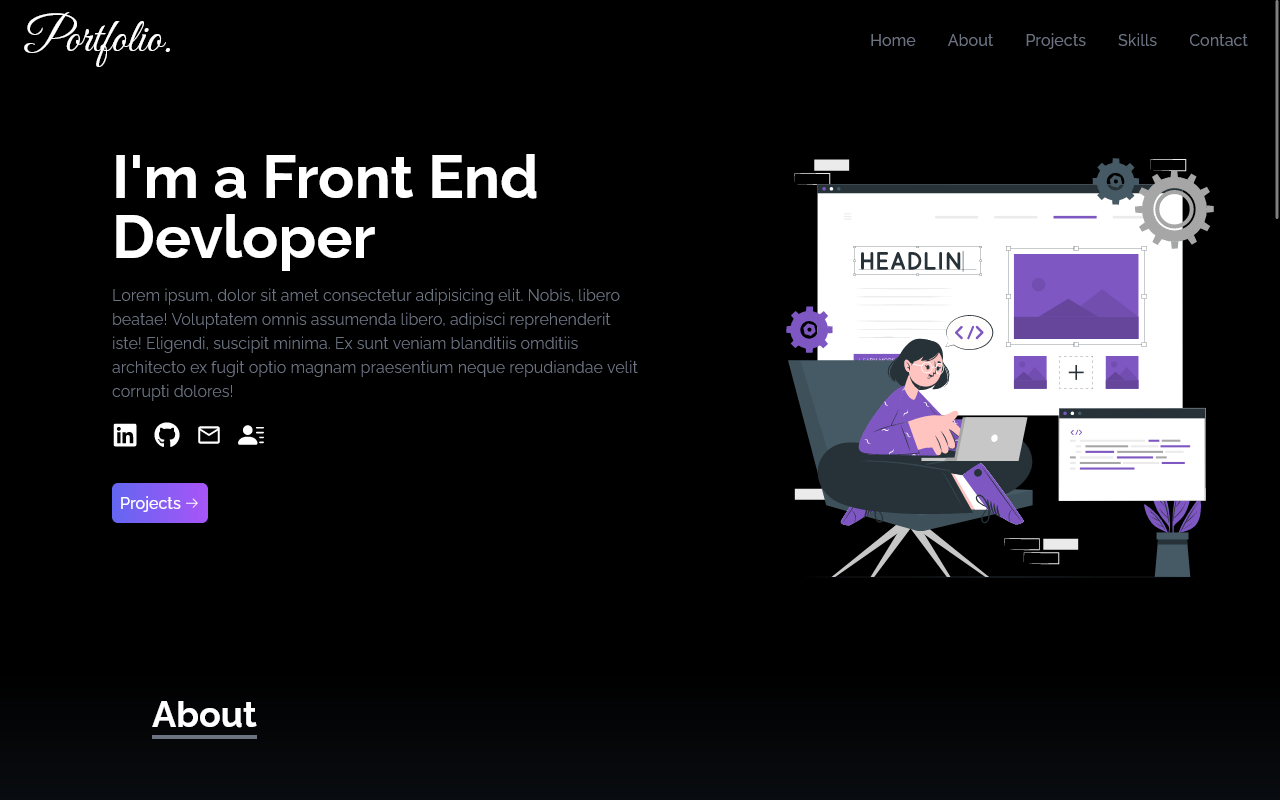 Portfolio.
Home
About
Projects
Skills
Contact
I'm a Front End
Devloper
Lorem ipsum, dolor sit amet consectetur adipisicing elit. Nobis, libero
beatae! Voluptatem omnis assumenda libero, adipisci reprehenderit
iste! Eligendi, suscipit minima. Ex sunt veniam blanditiis omditiis
architecto ex fugit optio magnam praesentium neque repudiandae velit
corrupti dolores!
Projects →
HEADLIN
</>
</>
About